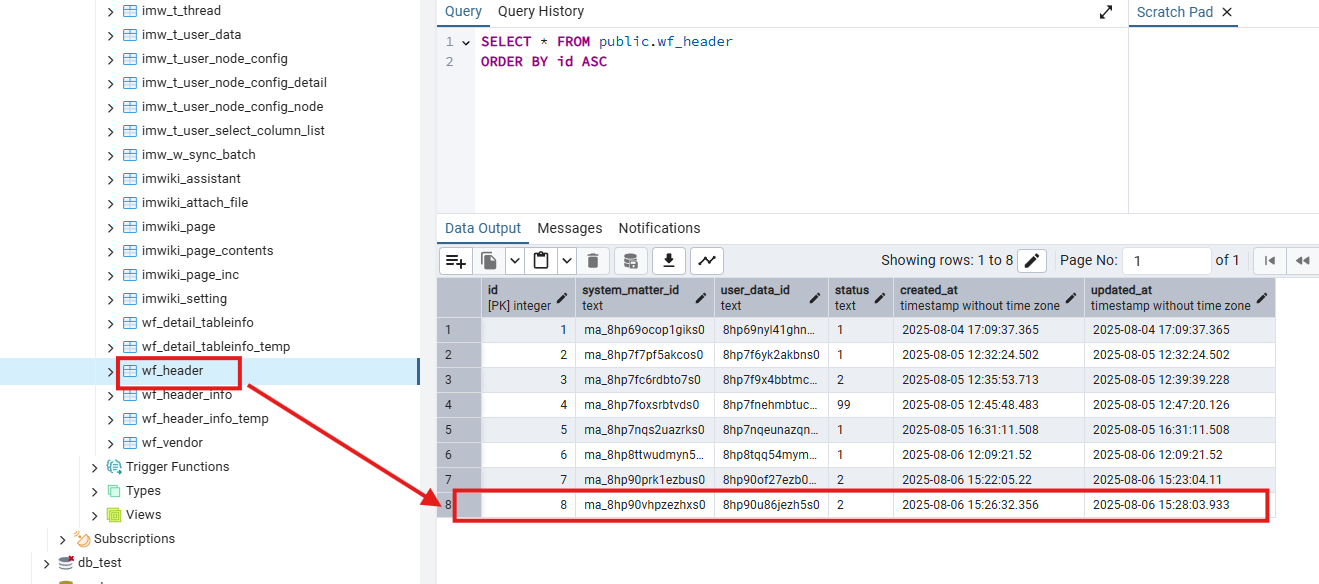 imw_t_thread
imw_t_user_data
imw_t_user_node_config
imw_t_user_node_config_detail
imw_t_user_node_config_node
imw_t_user_select_column_list
imw_w_sync_batch
imwiki_assistant
imwiki_attach_file
imwiki_page
imwiki_page_contents
imwiki_page_inc
imwiki_setting
wf_detail_tableinfo
wf_detail_tableinfo_temp
wf_header
wf_header_info
wf_header_info_temp
wf_vendor
Trigger Functions
Types
Views
Subscriptions
db_test
Query Query History
Scratch Pad
1 SELECT * FROM public.wf_header
2 ORDER BY id ASC
Data Output Messages Notifications
Showing rows: 1 to 8 Page No: 1 of 1
id system_matter_id user_data_id status created_at updated_at
[PK] integer text text text timestamp without time zone timestamp without time zone
1 1 ma_8hp69ocop1giks0 8hp69nyl41ghn... 1 2025-08-04 17:09:37.365 2025-08-04 17:09:37.365
2 2 ma_8hp7f7pf5akcos0 8hp7f6yk2akbns0 1 2025-08-05 12:32:24.502 2025-08-05 12:32:24.502
3 3 ma_8hp7fc6rdbto7s0 8hp7f9x4bbtmc... 2 2025-08-05 12:35:53.713 2025-08-05 12:39:39.228
4 4 ma_8hp7foxsrbtvds0 8hp7fnehmbtuc... 99 2025-08-05 12:45:48.483 2025-08-05 12:47:20.126
5 5 ma_8hp7nqs2uazrks0 8hp7nqeunazqn... 1 2025-08-05 16:31:11.508 2025-08-05 16:31:11.508
6 6 ma_8hp8ttwudmyn5... 8hp8tqq54mym... 1 2025-08-06 12:09:21.52 2025-08-06 12:09:21.52
7 7 ma_8hp90prk1ezbus0 8hp90of27ezb0... 2 2025-08-06 15:22:05.22 2025-08-06 15:23:04.11
8 8 ma_8hp90vhpzezhxs0 8hp90u86jezh5s0 2 2025-08-06 15:26:32.356 2025-08-06 15:28:03.933